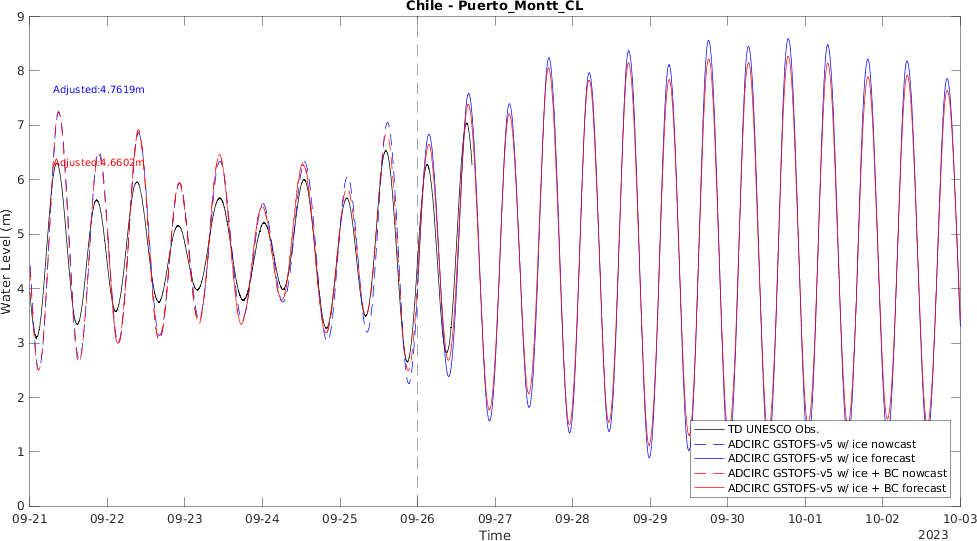 Chile - Puerto_Montt_CL
9
8
7
6
5
4
3
2
1
0
Water Level (m)
Adjusted:4.7619m
Adjusted:4.6602m
TD UNESCO Obs.
ADCIRC GSTOFS-v5 w/ ice nowcast
ADCIRC GSTOFS-v5 w/ ice forecast
ADCIRC GSTOFS-v5 w/ ice + BC nowcast
ADCIRC GSTOFS-v5 w/ ice + BC forecast
09-21 09-22 09-23 09-24 09-25 09-26 09-27 09-28 09-29 09-30 10-01 10-02 10-03
Time
2023